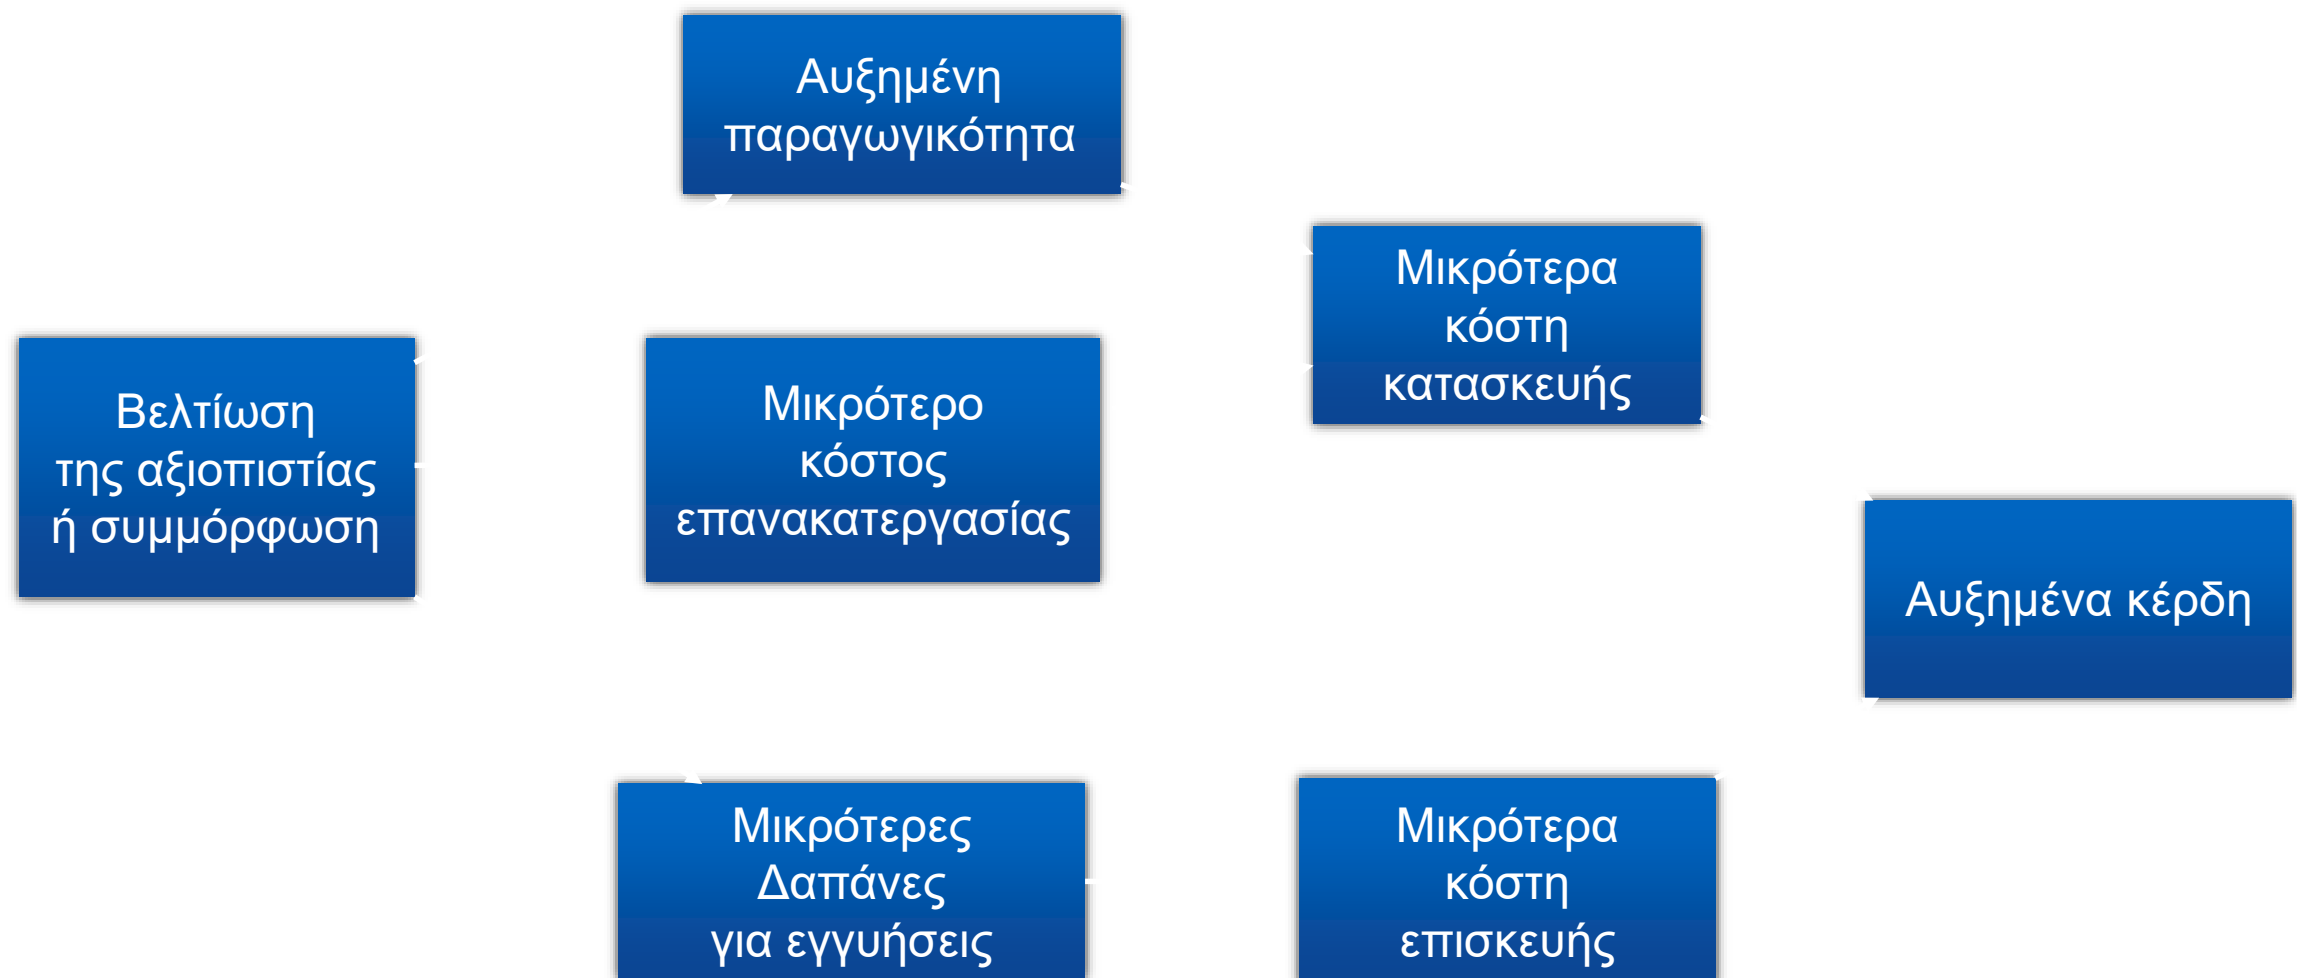 Αυξημένη
παραγωγικότητα
Μικρότερα
κόστη
κατασκευής
Βελτίωση
της αξιοπιστίας
ή συμμόρφωση
Μικρότερο
κόστος
επανακατεργασίας
Αυξημένα κέρδη
Μικρότερες
Δαπάνες
για εγγυήσεις
Μικρότερα
κόστη
επισκευής